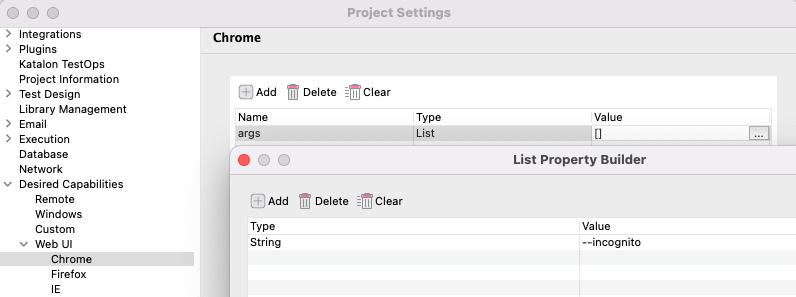 Project Settings
Integrations
Plugins
Katalon TestOps
Project Information
Test Design
Library Management
Email
Execution
Database
Network
Desired Capabilities
Remote
Windows
Custom
Web UI
Chrome
Firefox
IE
Chrome
Add Delete Clear
Name Type Value
args List [] ...
List Property Builder
Add Delete Clear
Type Value
String --incognito